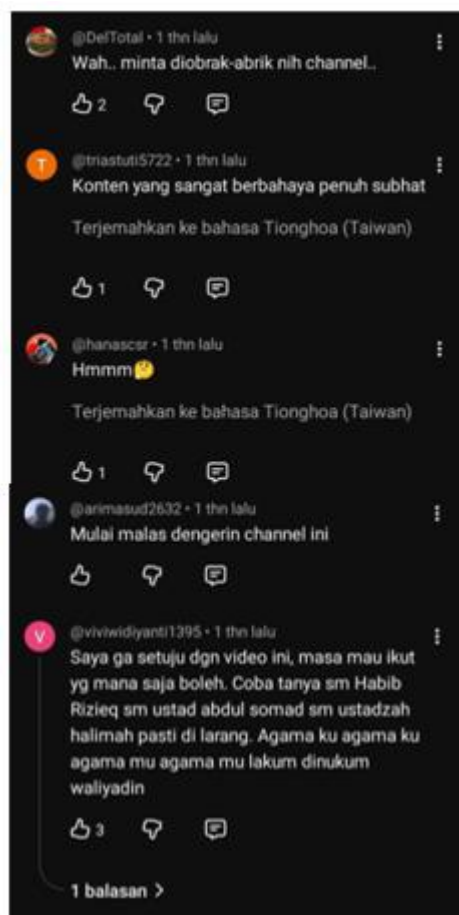 @DelTotal • 1 thn lalu
Wah.. minta diobrak-abrik nih channel..
2
T
@triastuti5722 • 1 thn lalu
Konten yang sangat berbahaya penuh subhat
Terjemahkan ke bahasa Tionghoa (Taiwan)
1
@hanascsr • 1 thn lalu
Hmmm🤔
Terjemahkan ke bahasa Tionghoa (Taiwan)
1
@arimasud2632 • 1 thn lalu
Mulai malas dengerin channel ini
V
@viviwidiyanti1395 • 1 thn lalu
Saya ga setuju dgn video ini, masa mau ikut
yg mana saja boleh. Coba tanya sm Habib
Rizieq sm ustad abdul somad sm ustadzah
halimah pasti di larang. Agama ku agama ku
agama mu agama mu lakum dinukum
waliyadin
3
1 balasan >